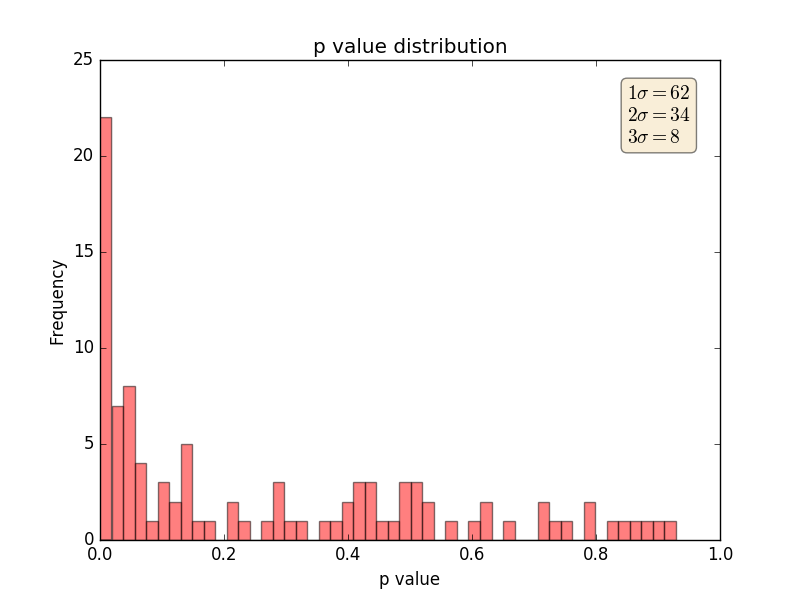 p value distribution
25
20
15
10
5
0
Frequency
1σ = 62
2σ = 34
3σ = 8
0.0 0.2 0.4 0.6 0.8 1.0
p value